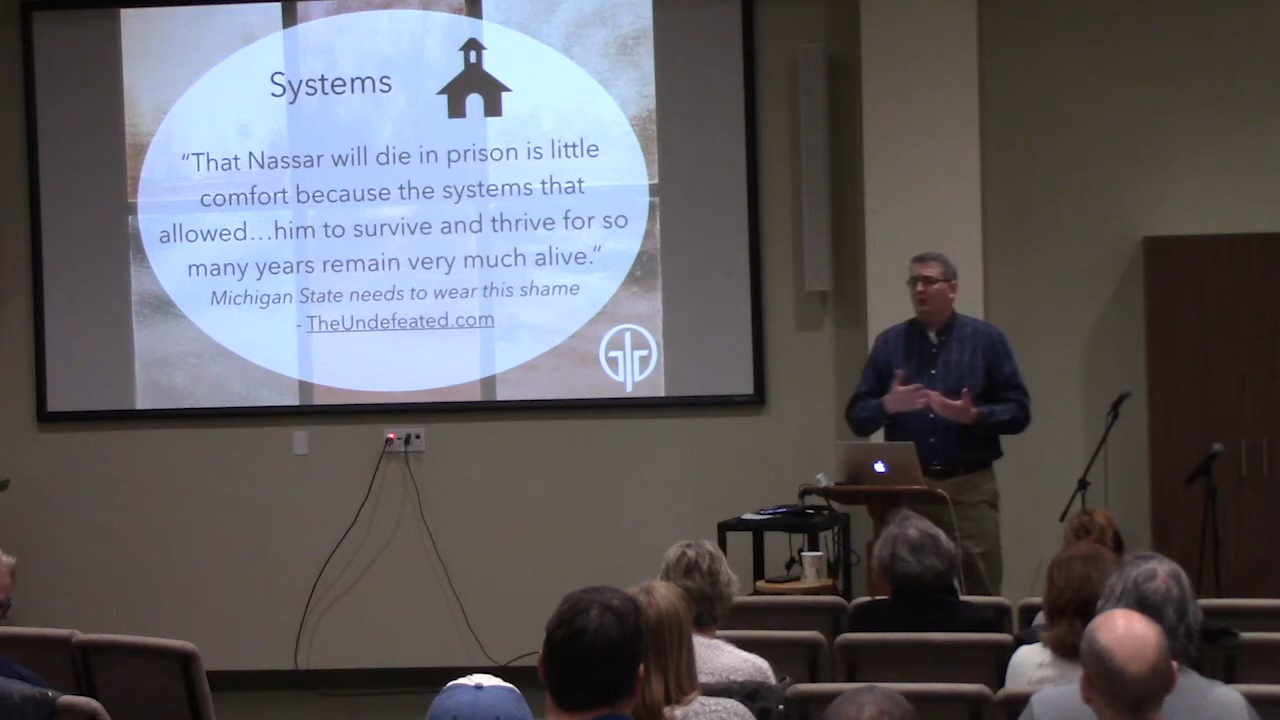 Systems
“That Nassar will die in prison is little
comfort because the systems that
allowed...him to survive and thrive for so
many years remain very much alive.“
Michigan State needs to wear this shame
- TheUndefeated.com